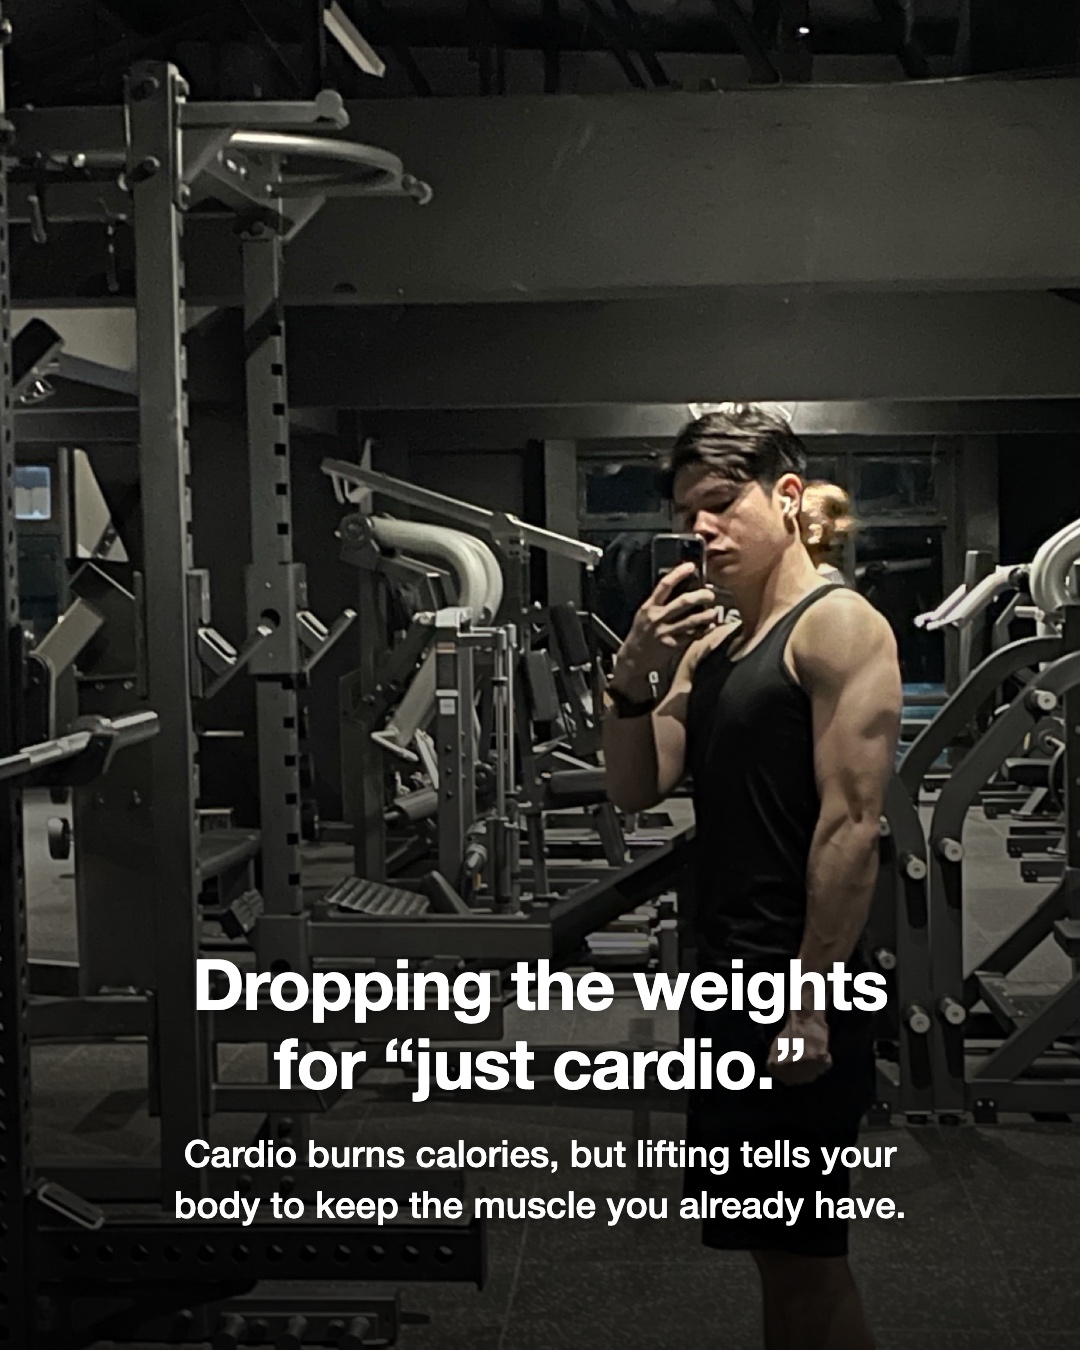 Dropping the weights
for “just cardio.”
Cardio burns calories, but lifting tells your
body to keep the muscle you already have.